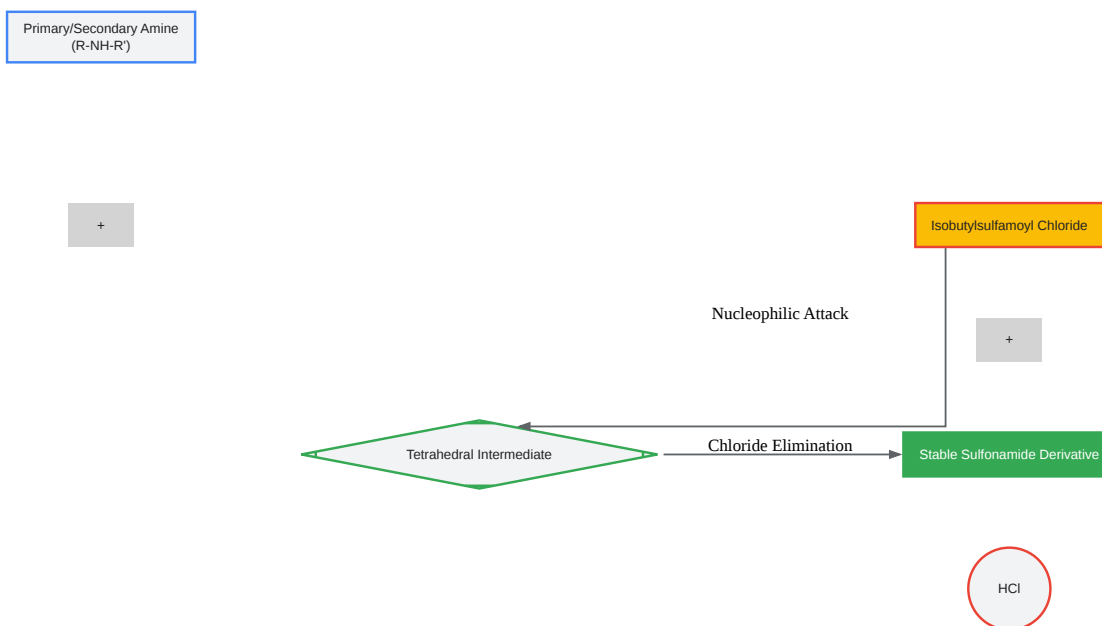 Primary/Secondary Amine
(R-NH-R')
+
Isobutylsulfamoyl Chloride
Nucleophilic Attack
+
Tetrahedral Intermediate
Chloride Elimination
Stable Sulfonamide Derivative
HCl